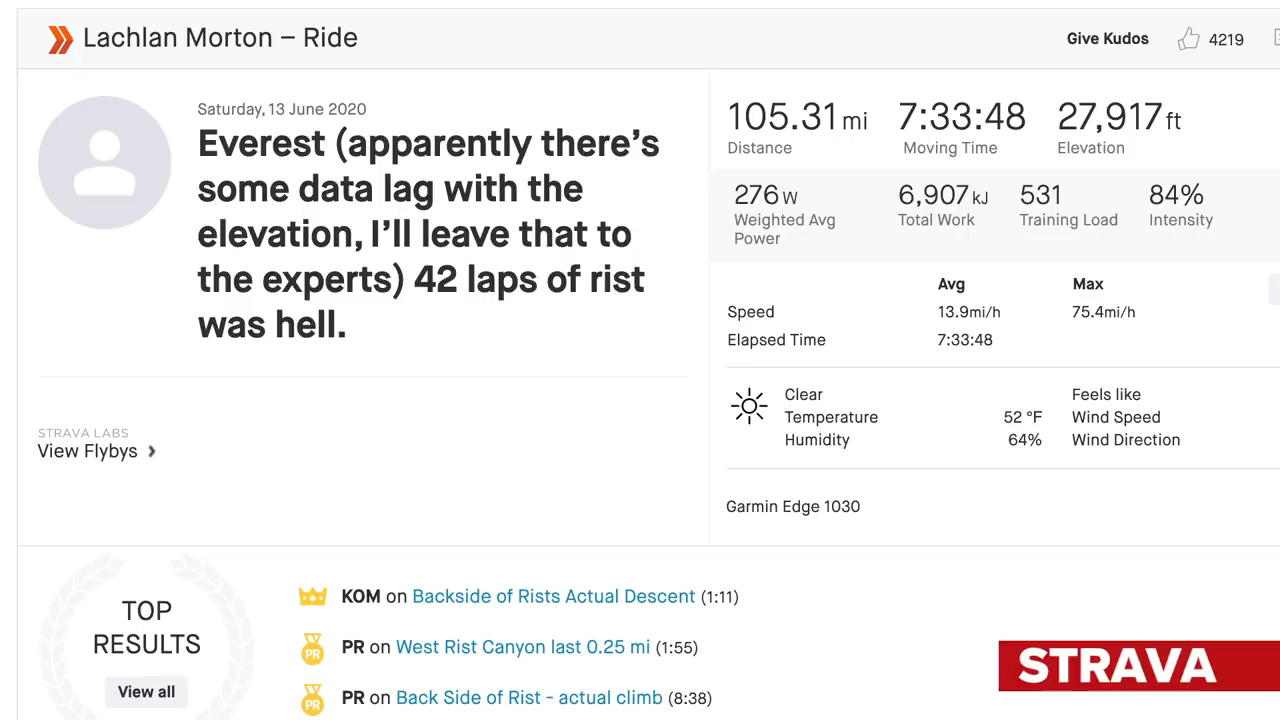 Lachlan Morton – Ride
Give Kudos 4219
Saturday, 13 June 2020
Everest (apparently there’s
some data lag with the
elevation, I’ll leave that to
the experts) 42 laps of rist
was hell.
STRAVA LABS
View Flybys
105.31 mi 7:33:48 27,917 ft
Distance Moving Time Elevation
276 W 6,907 kJ 531 84%
Weighted Avg Total Work Training Load Intensity
Power
Avg Max
Speed 13.9mi/h 75.4mi/h
Elapsed Time 7:33:48
Clear Feels like
Temperature 52 °F Wind Speed
Humidity 64% Wind Direction
Garmin Edge 1030
TOP
RESULTS
View all
KOM on Backside of Rists Actual Descent (1:11)
PR PR on West Rist Canyon last 0.25 mi (1:55)
PR PR on Back Side of Rist - actual climb (8:38)
STRAVA